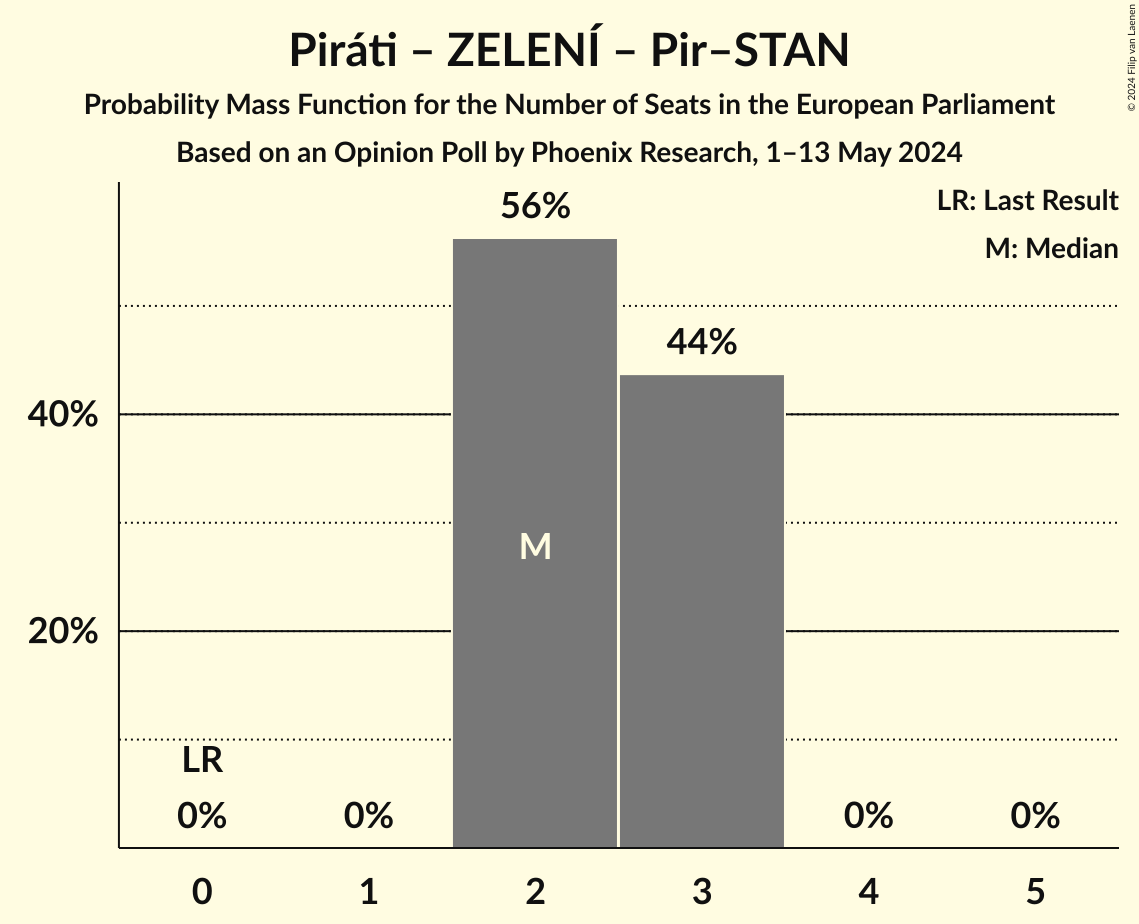 Piráti – ZELENÍ – Pir–STAN
Probability Mass Function for the Number of Seats in the European Parliament
Based on an Opinion Poll by Phoenix Research, 1–13 May 2024
© 2024 Filip van Laenen
LR: Last Result
M: Median
56%
44%
40%
M
20%
LR
0%
0%
0%
0%
0
1
2
3
4
5